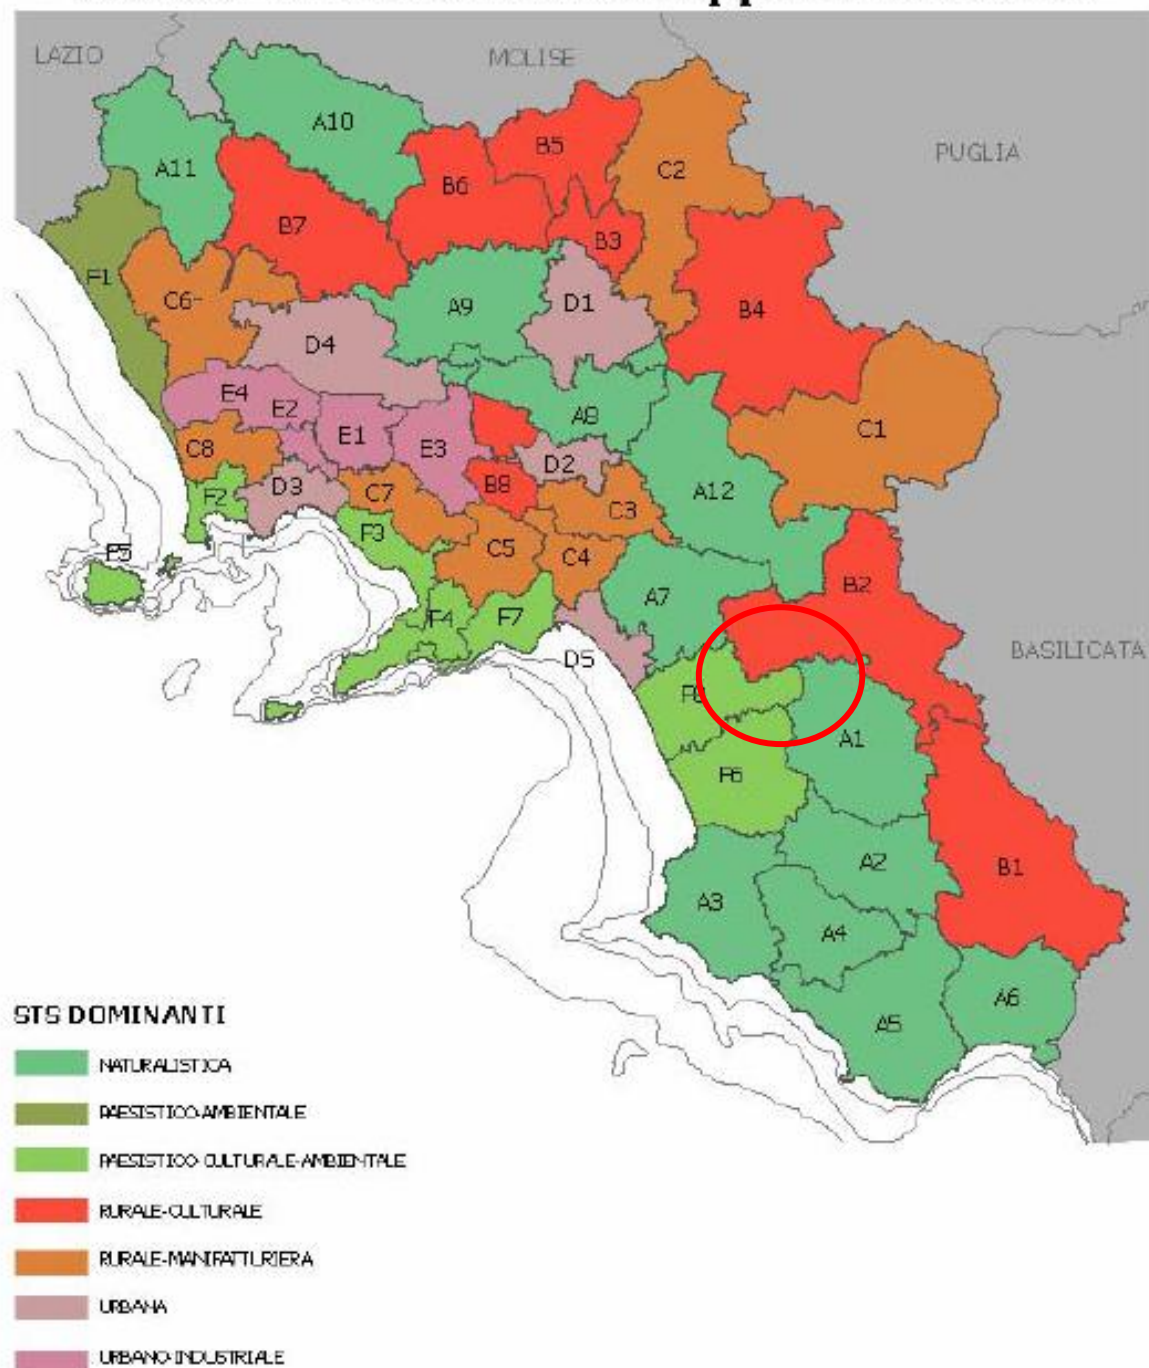 LAZIO
MOLISE
PUGLIA
BASILICATA
A10
A11
B5
B6
C2
B7
B3
F1
C6-
A9
D1
B4
D4
E4
E2
A8
C1
E1
E3
C8
D2
B8
A12
D3
C7
F2
C3
F3
C5
C4
F5
B2
A7
F4
F7
D5
A1
F6
A2
B1
A3
A4
A6
A5
STS DOMINANTI
NATURALISTICA
PAESISTICO-AMBIENTALE
PAESISTICO-CULTURALE-AMBIENTALE
RURALE-CULTURALE
RURALE-MANIFATTURIERA
URBANA
URBANO-INDUSTRIALE